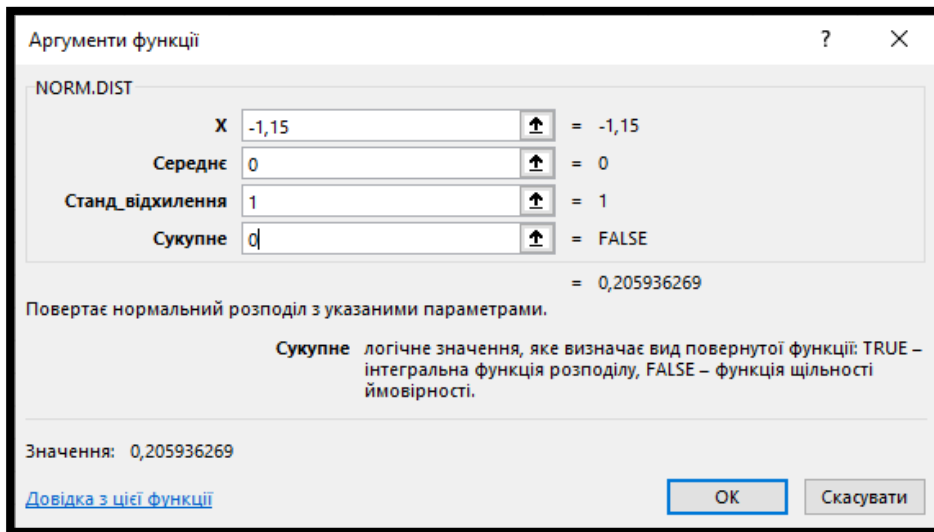 Аргументи функції ?
NORM.DIST
X -1,15 = -1,15
Середнє 0 = 0
Станд_відхилення 1 = 1
Сукупне 0 = FALSE
= 0,205936269
Повертає нормальний розподіл з указаними параметрами.
Сукупне логічне значення, яке визначає вид повернутої функції: TRUE –
інтегральна функція розподілу, FALSE – функція щільності
ймовірності.
Значення: 0,205936269
Довідка з цієї функції OK Скасувати